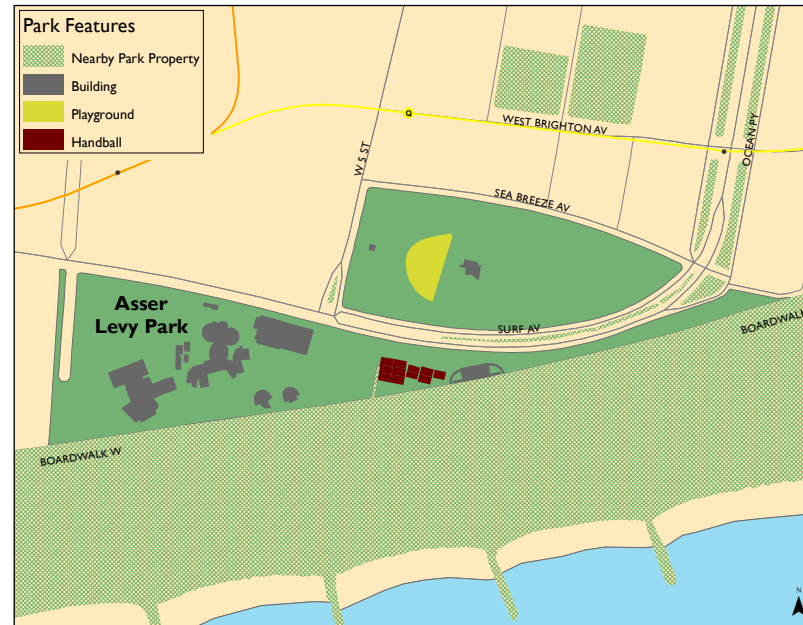 Park Features
Nearby Park Property
Building
Playground
Handball
Q
WEST BRIGHTON AV
OCEAN PY
W 5 ST
SEA BREEZE AV
Asser
Levy Park
SURF AV
BOARDWALK
BOARDWALK W
N